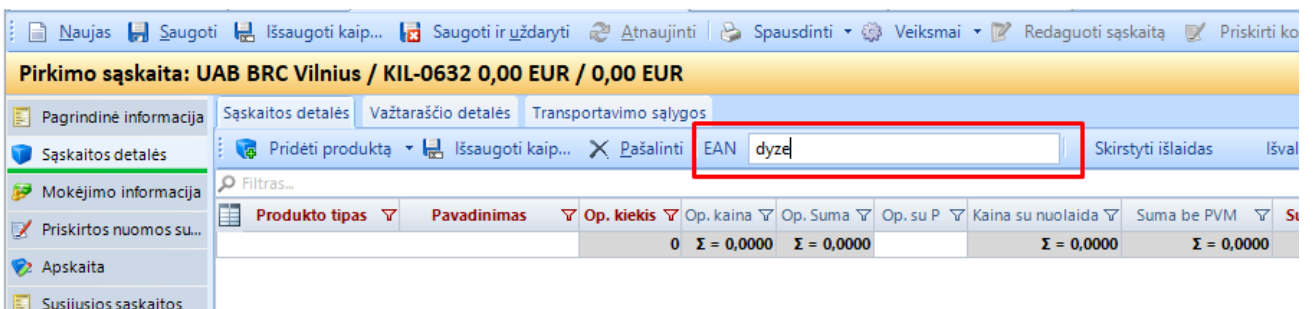 Naujas Saugoti Išsaugoti kaip... Saugoti ir uždaryti Atnaujinti Spausdinti Veiksmai Redaguoti sąskaitą Priskirti
Pirkimo sąskaita: UAB BRC Vilnius / KIL-0632 0,00 EUR / 0,00 EUR
Pagrindinė informacija Sąskaitos detalės Važtaraščio detalės Transportavimo sąlygos
Sąskaitos detalės Pridėti produktą Išsaugoti kaip... Pašalinti EAN dyze Skirstyti išlaidas
Mokėjimo informacija Filtras...
Priskirtos nuomos su... Produkto tipas Pavadinimas Op. kiekis Op. kaina Op. Suma Op. su P Kaina su nuolaida Suma be PVM
0 Σ = 0,0000 Σ = 0,0000 Σ = 0,0000 Σ = 0,0000
Apskaita
Susijusios sąskaitos